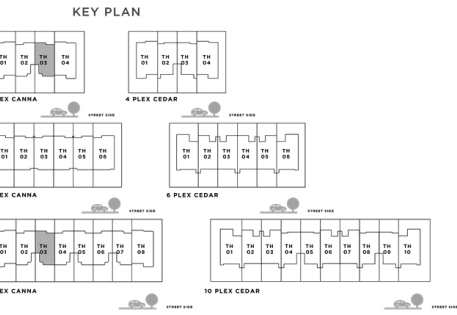 KEY PLAN
TH 01 TH 02 TH 03 TH 04
TH 01 TH 02 TH 03 TH 04
EX CANNA
4 PLEX CEDAR
STREET SIDE
STREET SIDE
01 TH 02 TH 03 TH 04 TH 05 TH 06
TH 01 TH 02 TH 03 TH 04 TH 05 TH 06
EX CANNA
6 PLEX CEDAR
STREET SIDE
STREET SIDE
TH 01 TH 02 TH 03 TH 04 TH 05 TH 06 TH 07 TH 08
TH 01 TH 02 TH 03 TH 04 TH 05 TH 06 TH 07 TH 08 TH 09 TH 10
EX CANNA
10 PLEX CEDAR
STREET SIDE
STREET SIDE